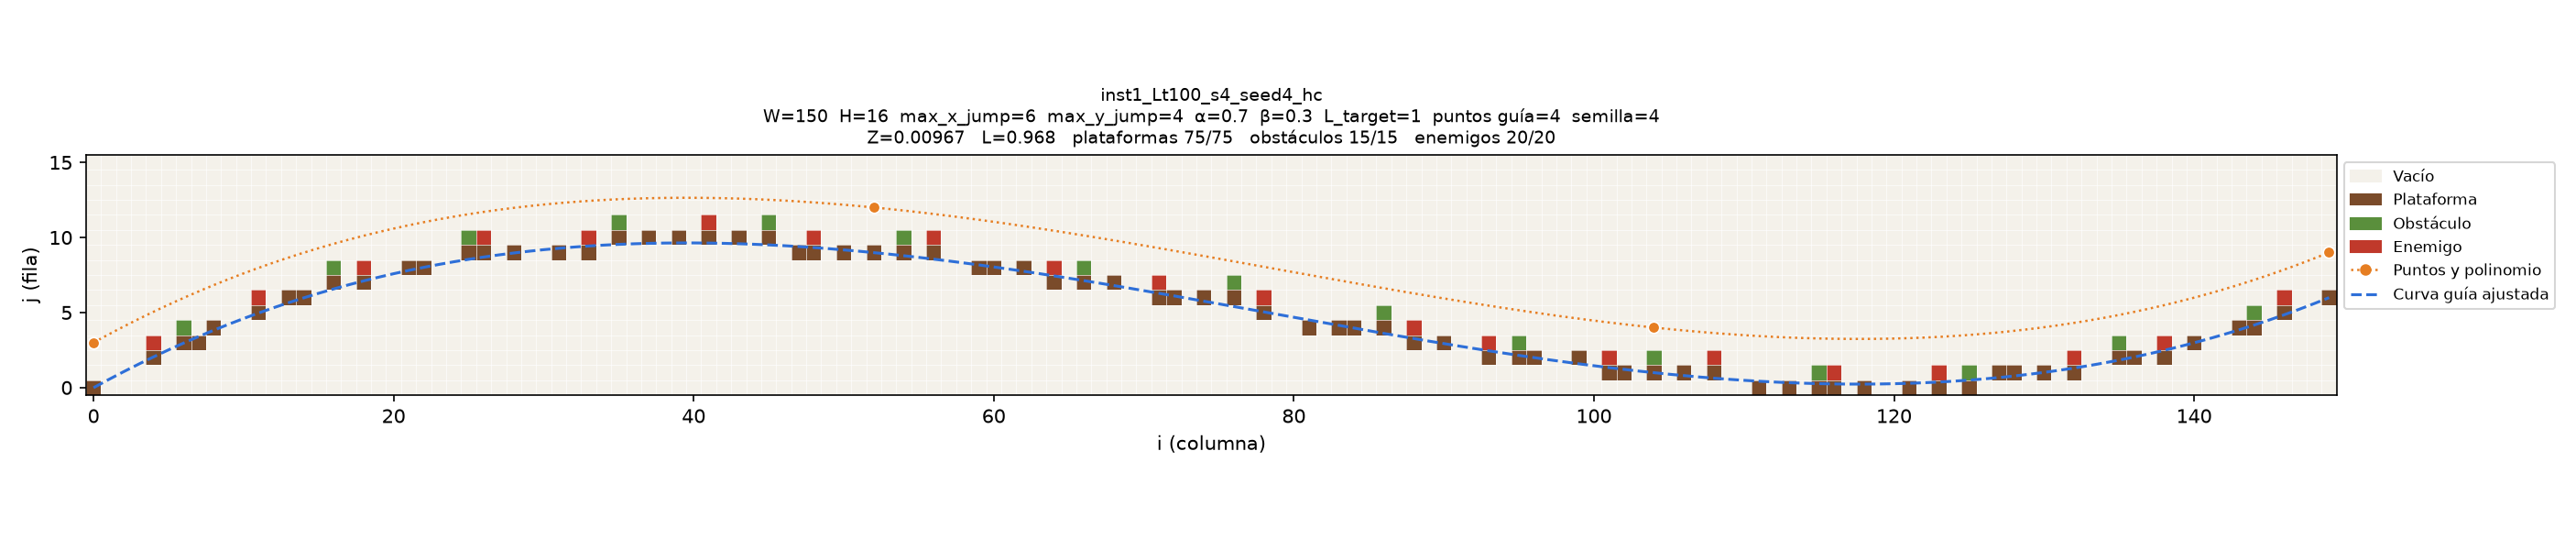 inst1_Lt100_s4_seed4_hc
W=150 H=16 max_x_jump=6 max_y_jump=4 α=0.7 β=0.3 L_target=1 puntos guía=4 semilla=4
Z=0.00967 L=0.968 plataformas 75/75 obstáculos 15/15 enemigos 20/20
15
10
5
0
j (fila)
0 20 40 60 80 100 120 140
i (columna)
Vacío
Plataforma
Obstáculo
Enemigo
Puntos y polinomio
Curva guía ajustada